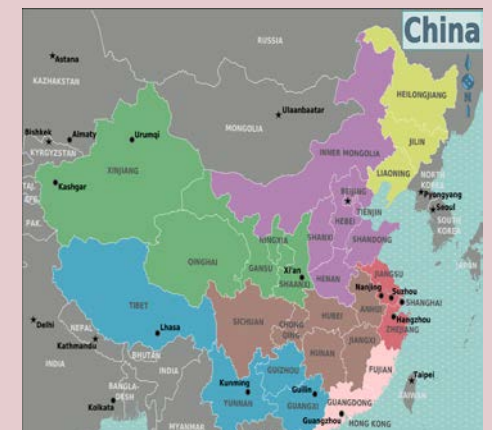 China
RUSSIA
Astana
KAZAKHSTAN
HEILONGJIANG
N
Ulaanbaatar
MONGOLIA
Bishkek
Almaty
Urumqi
KYRGYZSTAN
JILIN
INNER MONGOLIA
XINJIANG
LIAONING
TAJ.
Kashgar
BEIJING
NORTH
KOREA
Pyongyang
AFG.
TIENJIN
Seoul
PAK.
HEBEI
SOUTH
KOREA
NINGXIA
SHANXI
SHANDONG
JAPAN
QINGHAI
GANSU
Xi'an
SHAANXI
HENAN
JIANGSU
Nanjing
Suzhou
TIBET
SHANGHAI
ANHUI
HUBEI
Hangzhou
SICHUAN
CHONG
QING
ZHEJIANG
Delhi
Lhasa
NEPAL
Kathmandu
HUNAN
JIANGXI
BHUTAN
INDIA
INDIA
GUIZHOU
FUJIAN
Taipei
Kunming
Guilin
BANGLA-
DESH
Kolkata
YUNNAN
GUANGXI
GUANGDONG
TAIWAN
Guangzhou
HONG KONG
MYANMAR